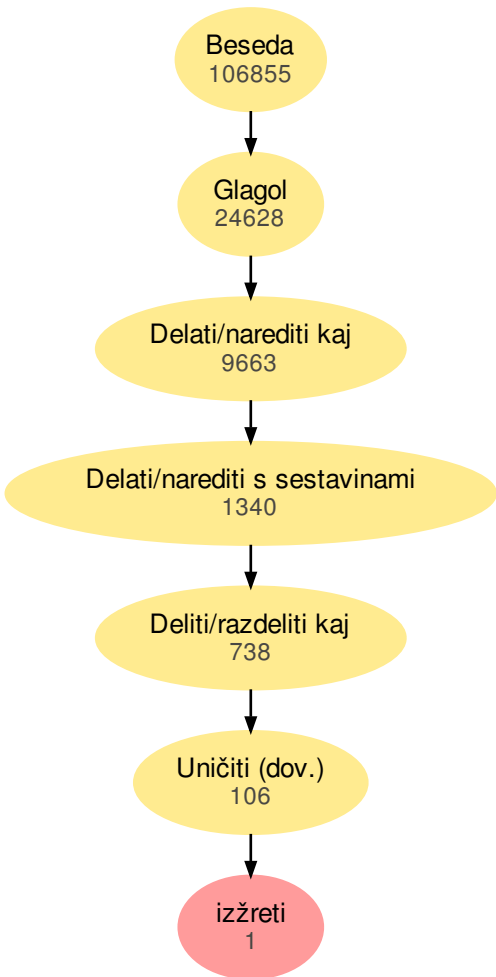 Beseda
106855
Glagol
24628
Delati/narediti kaj
9663
Delati/narediti s sestavinami
1340
Deliti/razdeliti kaj
738
Uničiti (dov.)
106
izžreti
1